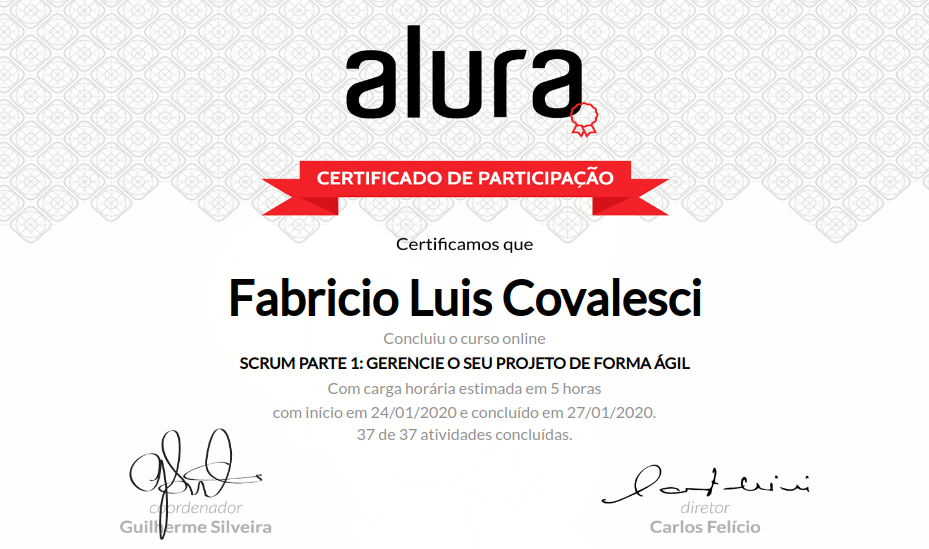 alura
CERTIFICADO DE PARTICIPAÇÃO
Certificamos que
Fabricio Luis Covalesci
Concluiu o curso online
SCRUM PARTE 1: GERENCIE O SEU PROJETO DE FORMA ÁGIL
Com carga horária estimada em 5 horas
com início em 24/01/2020 e concluído em 27/01/2020.
37 de 37 atividades concluídas.
coordenador
Guilherme Silveira
diretor
Carlos Felício